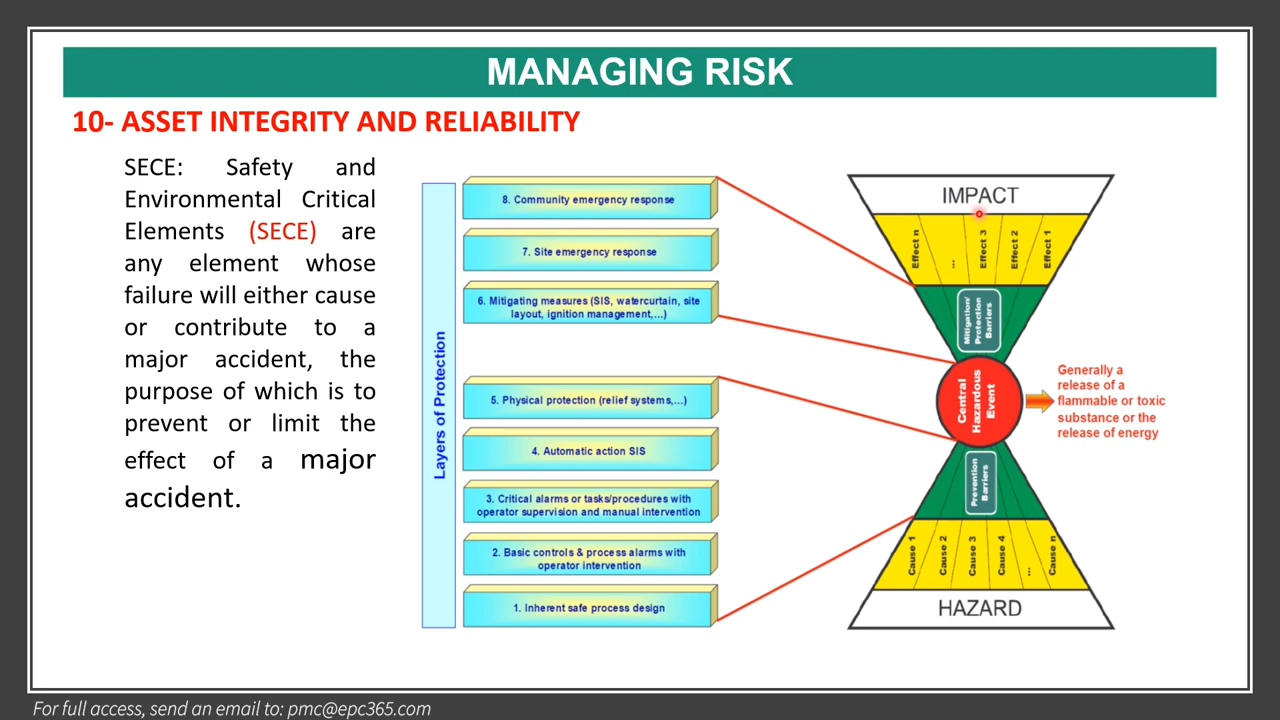 MANAGING RISK
10- ASSET INTEGRITY AND RELIABILITY
SECE: Safety and
Environmental Critical
Elements (SECE) are
any element whose
failure will either cause
or contribute to a
major accident, the
purpose of which is to
prevent or limit the
effect of a major
accident.
Layers of Protection
8. Community emergency response
7. Site emergency response
6. Mitigating measures (SIS, watercurtain, site
layout, ignition management,...)
5. Physical protection (relief systems,...)
4. Automatic action SIS
3. Critical alarms or tasks/procedures with
operator supervision and manual intervention
2. Basic controls & process alarms with
operator intervention
1. Inherent safe process design
IMPACT
Effect n
...
Effect 3
Effect 2
Effect 1
Mitigation/
Protection
Barriers
Central
Hazardous
Event
Generally a
release of a
flammable or toxic
substance or the
release of energy
Prevention
Barriers
Cause 1
Cause 2
Cause 3
Cause 4
...
Cause n
HAZARD
For full access, send an email to: pmc@epc365.com